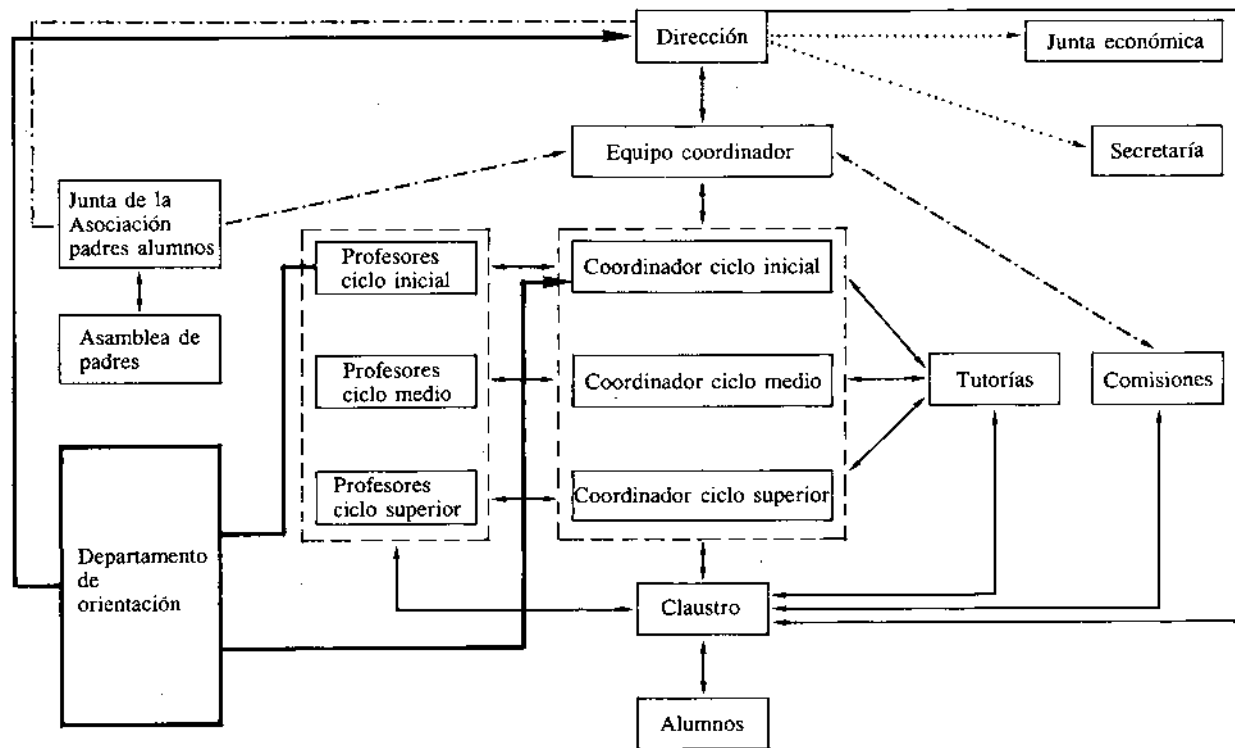 Dirección
Junta económica
Equipo coordinador
Secretaría
Junta de la
Asociación
padres alumnos
Profesores
ciclo inicial
Coordinador ciclo inicial
Asamblea de
padres
Profesores
ciclo medio
Coordinador ciclo medio
Tutorías
Comisiones
Profesores
ciclo superior
Coordinador ciclo superior
Departamento
de
orientación
Claustro
Alumnos